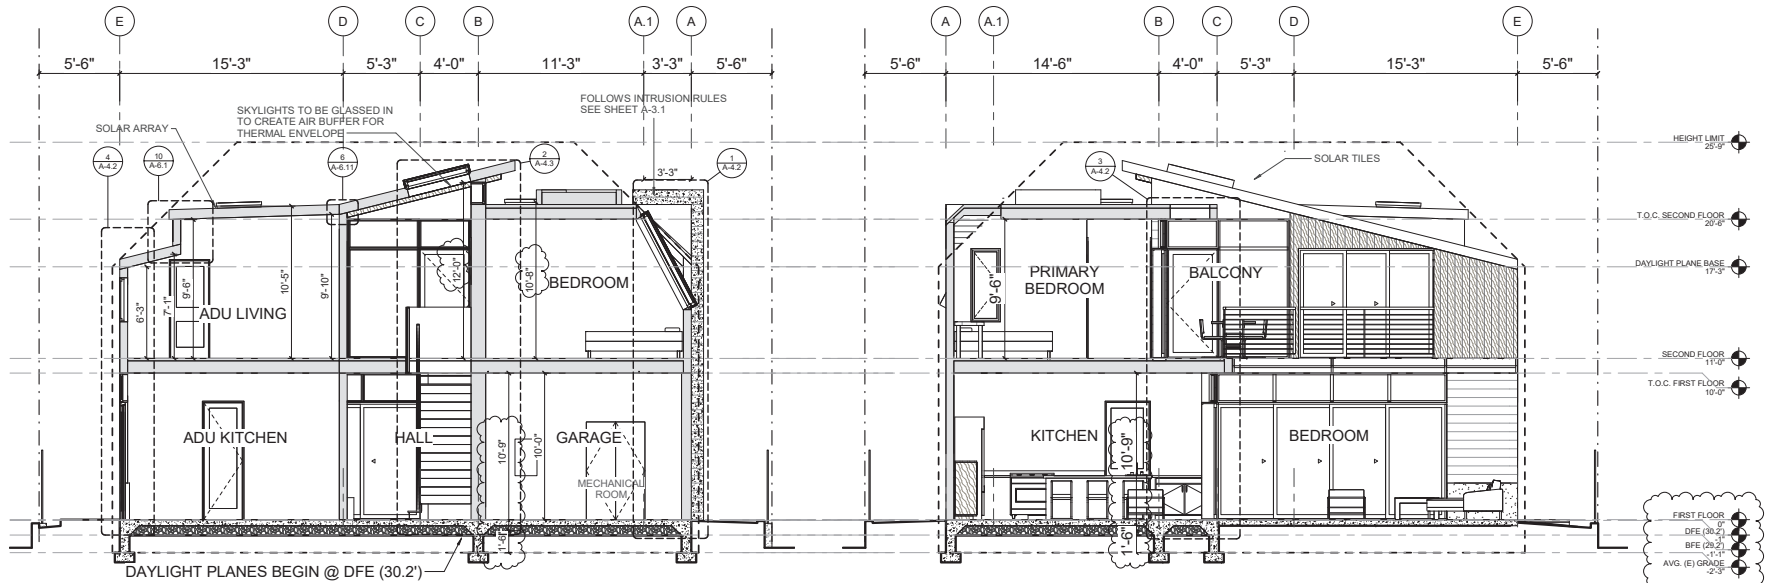 E
D
C
B
A.1
A
5'-6"
15'-3"
5'-3"
4'-0"
11'-3"
3'-3"
5'-6"
SKYLIGHTS TO BE GLASSED IN
TO CREATE AIR BUFFER FOR
THERMAL ENVELOPE
FOLLOWS INTRUSION RULES
SEE SHEET A-3.1
SOLAR ARRAY
4
A-4.2
10
A-6.1
6
A-6.11
2
A-4.3
1
A-4.2
3'-3"
6'-3"
7'-1"
9'-6"
10'-5"
9'-10"
12'-0"
10'-8"
ADU LIVING
BEDROOM
ADU KITCHEN
HALL
GARAGE
10'-9"
10'-0"
MECHANICAL
ROOM
1'-6"
DAYLIGHT PLANES BEGIN @ DFE (30.2')
A
A.1
B
C
D
E
5'-6"
14'-6"
4'-0"
5'-3"
15'-3"
5'-6"
3
A-4.2
SOLAR TILES
PRIMARY
BEDROOM
9'-6"
BALCONY
KITCHEN
10'-9"
BEDROOM
1'-6"
HEIGHT LIMIT
25'-9"
T.O.C. SECOND FLOOR
20'-6"
DAYLIGHT PLANE BASE
17'-3"
SECOND FLOOR
11'-0"
T.O.C. FIRST FLOOR
10'-0"
FIRST FLOOR
0"
DFE (30.2')
-1'
BFE (29.2')
-1'-1"
AVG. (E) GRADE
-2'-3"